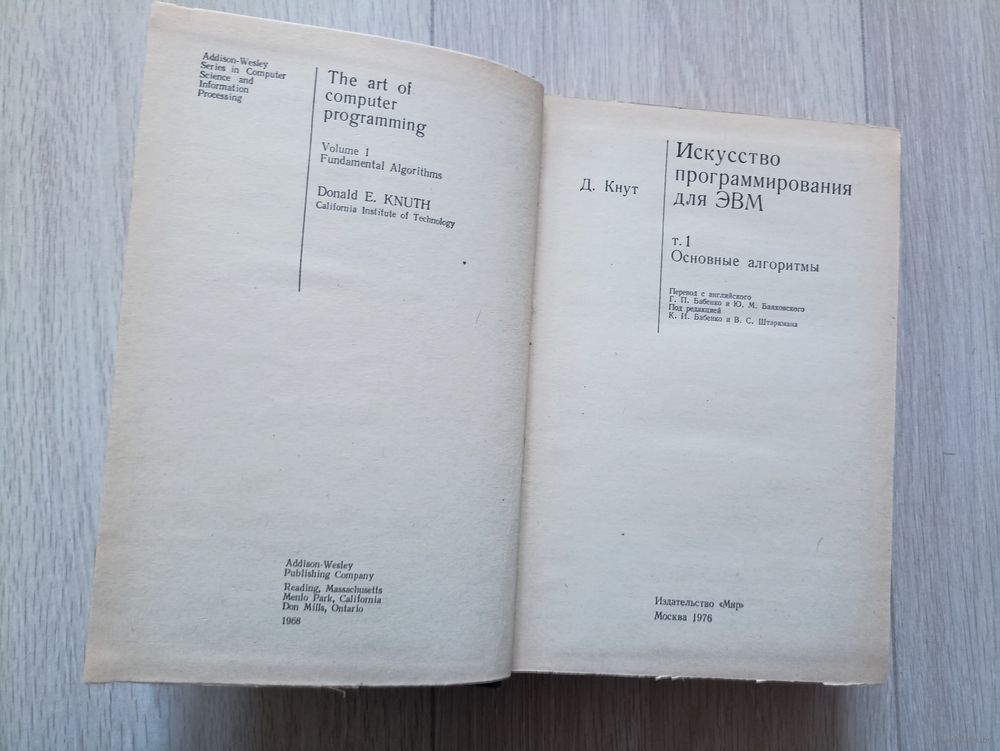 Addison-Wesley
Series in Computer
Science and
Information
Processing
The art of
computer
programming
Volume 1
Fundamental Algorithms
Donald E. KNUTH
California Institute of Technology
Addison-Wesley
Publishing Company
Reading, Massachusetts
Menlo Park, California
Don Mills, Ontario
1968
Д. Кнут
Искусство
программирования
для ЭВМ
т. 1
Основные алгоритмы
Перевод с английского
Г. П. Бабенко и Ю. М. Баяковского
Под редакцией
К. И. Бабенко и В. С. Штаркмана
Издательство «Мир»
Москва 1976